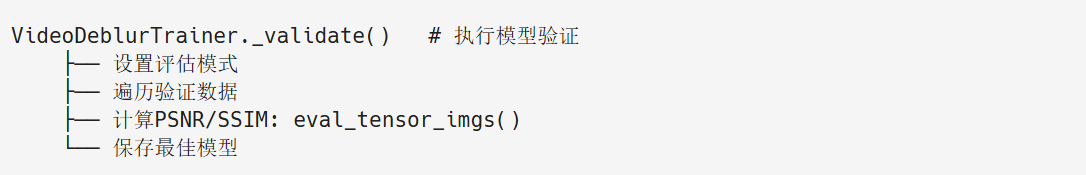 VideoDeblurTrainer._validate()   # 执行模型验证
    ├── 设置评估模式
    ├── 遍历验证数据
    ├── 计算PSNR/SSIM: eval_tensor_imgs()
    └── 保存最佳模型